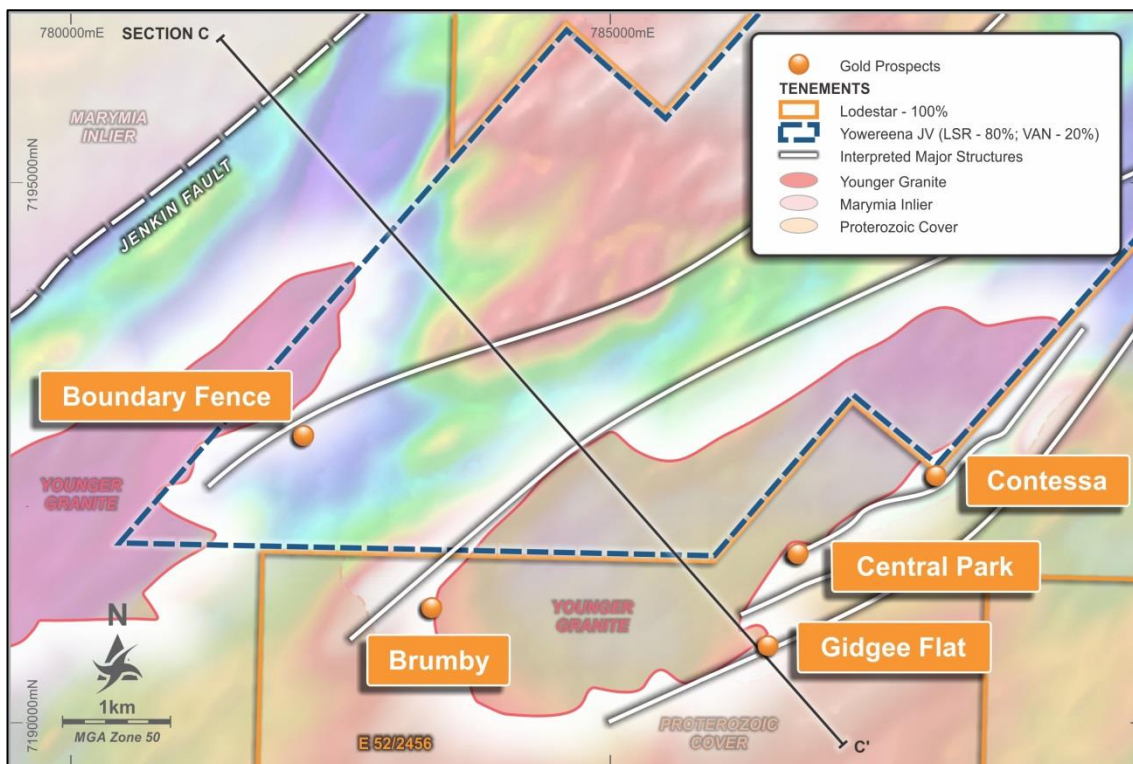 780000mE
SECTION C
785000mE
Gold Prospects
TENEMENTS
Lodestar - 100%
Yowereena JV (LSR - 80%; VAN - 20%)
Interpreted Major Structures
Younger Granite
Marymia Inlier
Proterozoic Cover
MARYMIA
INLIER
7195000mN
JENKIN FAULT
Boundary Fence
YOUNGER
GRANITE
Contessa
Central Park
YOUNGER
GRANITE
Gidgee Flat
Brumby
N
1km
MGA Zone 50
7190000mN
E 52/2456
PROTEROZOIC
COVER
C'